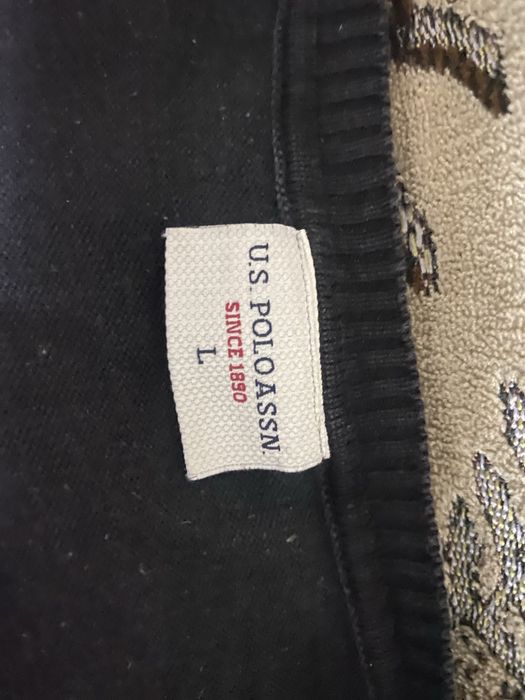 U.S. POLO ASSN.
SINCE 1890
L